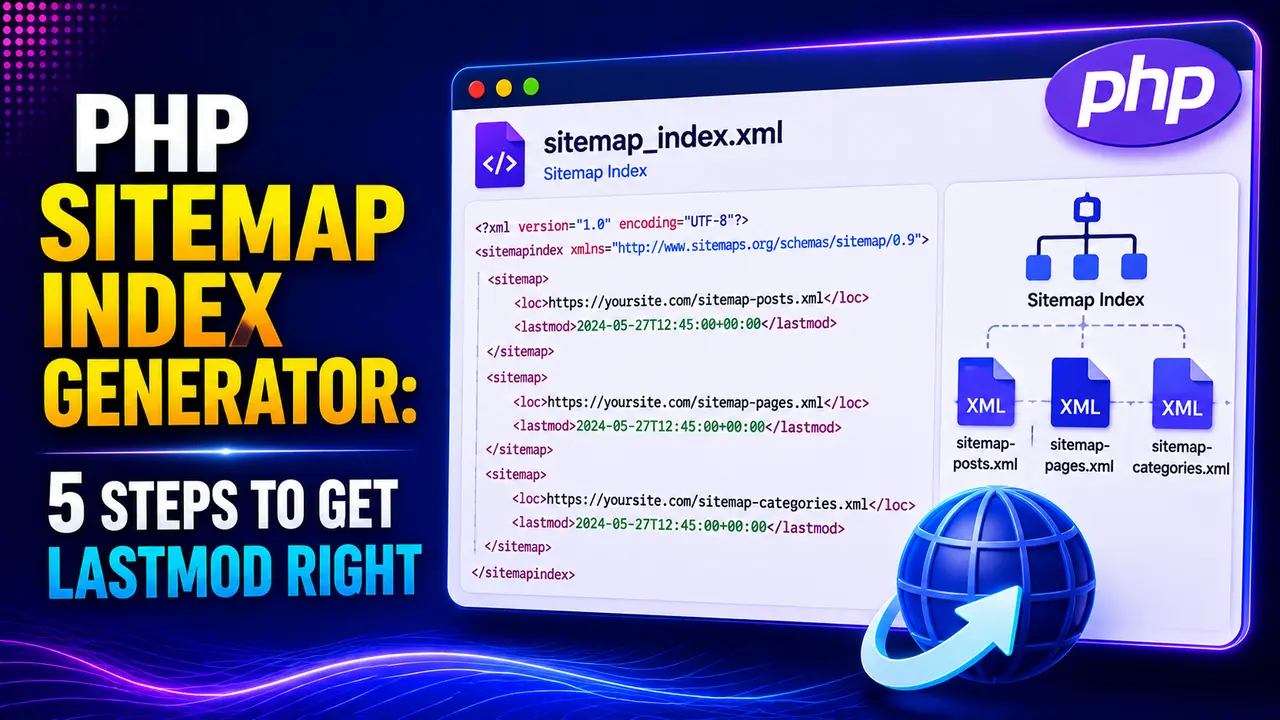 PHP
SITEMAP
INDEX
GENERATOR:
5 STEPS TO GET
LASTMOD RIGHT
php
</>
sitemap_index.xml
Sitemap Index
<?xml version="1.0" encoding="UTF-8"?>
<sitemapindex xmlns="http://www.sitemaps.org/schemas/sitemap/0.9">
<sitemap>
<loc>https://yoursite.com/sitemap-posts.xml</loc>
<lastmod>2024-05-27T12:45:00+00:00</lastmod>
</sitemap>
<sitemap>
<loc>https://yoursite.com/sitemap-pages.xml</loc>
<lastmod>2024-05-27T12:45:00+00:00</lastmod>
</sitemap>
<sitemap>
<loc>https://yoursite.com/sitemap-categories.xml</loc>
<lastmod>2024-05-27T12:45:00+00:00</lastmod>
</sitemap>
</sitemapindex>
Sitemap Index
XML
XML
XML
sitemap-
posts.xml
sitemap-
pages.xml
sitemap-
categories.xml